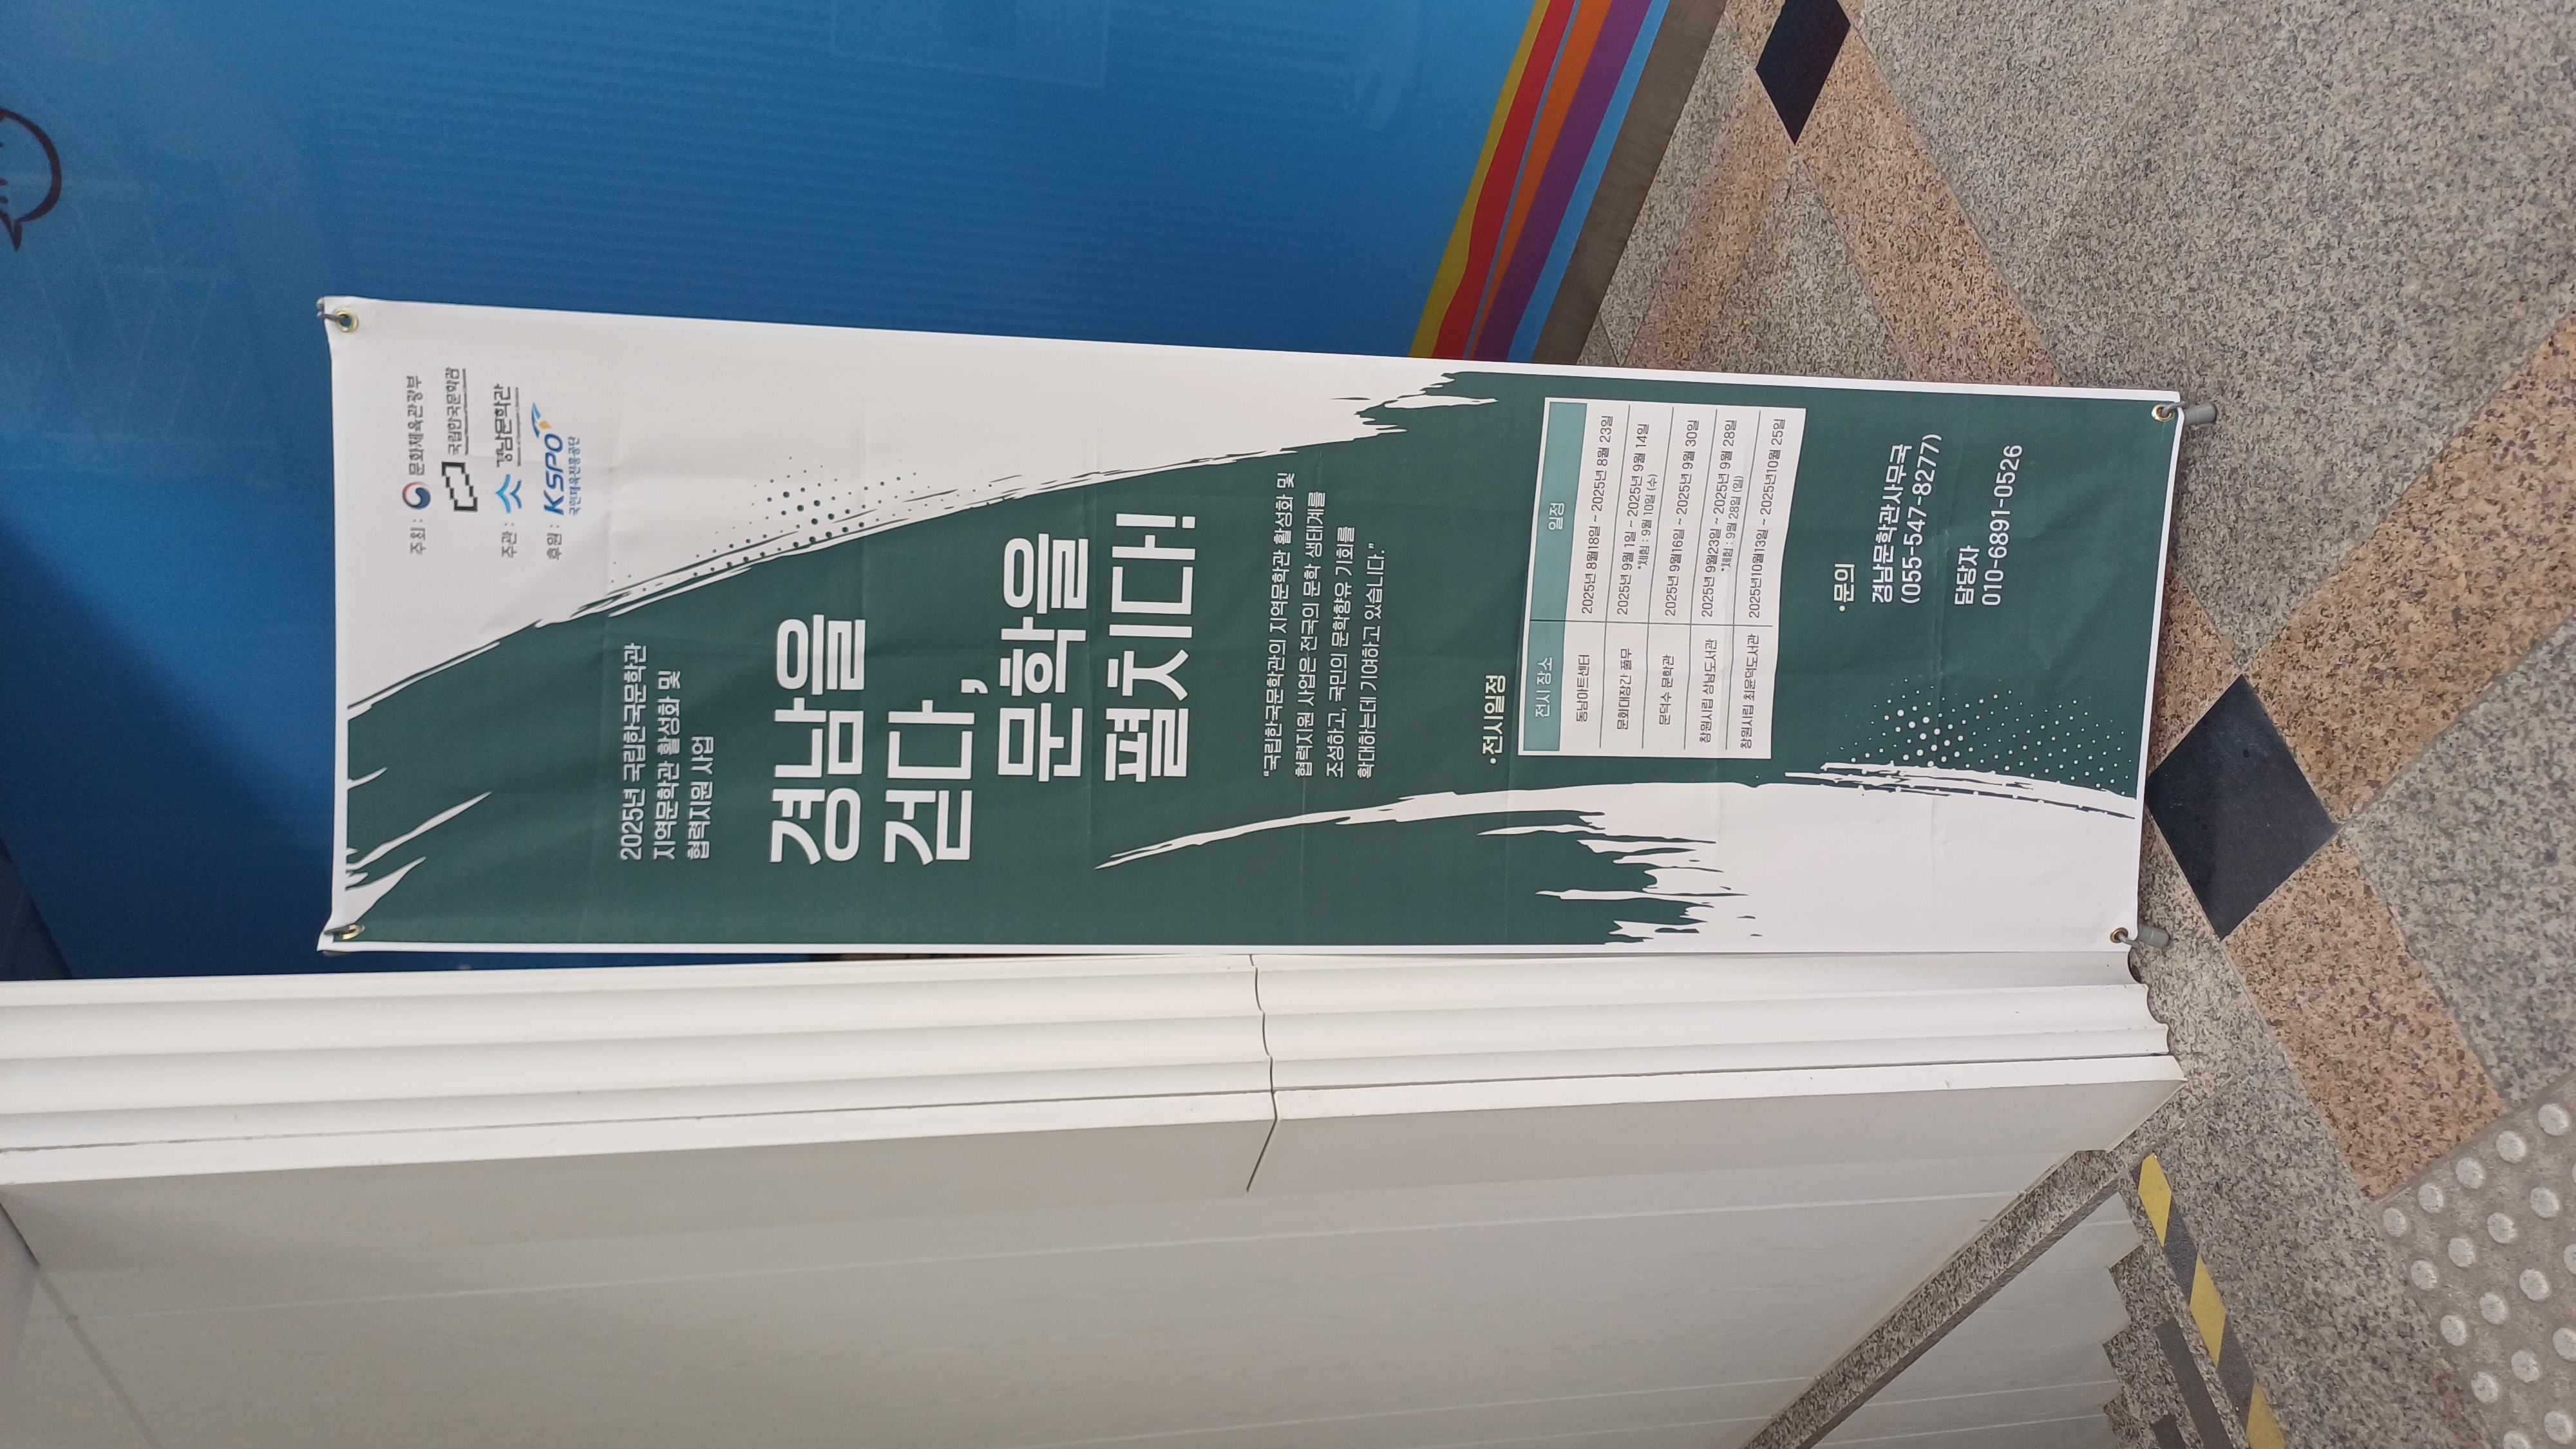 주최 : 문화체육관광부
국립한국문학관
주관 : 경남문학관
후원 : KSPO
국민체육진흥공단
2025년 국립한국문학관
지역문학관 활성화 및
협력지원 사업
경남을
걷다,
문학을
펼치다!
"국립한국문학관의 지역문학관 활성화 및
협력지원 사업은 전국의 문학 생태계를
조성하고, 국민의 문학향유 기회를
확대하는데 기여하고 있습니다."
•전시일정
전시 장소 일정
동남아트센터 2025년 8월18일 ~ 2025년 8월 23일
문화대장간 풀무 2025년 9월 1일 ~ 2025년 9월 14일
*체험 : 9월 10일 (수)
문덕수 문학관 2025년 9월16일 ~ 2025년 9월 30일
창원시립 상남도서관 2025년 9월23일 ~ 2025년 9월 28일
*체험 : 9월 28일 (일)
창원시립 최윤덕도서관 2025년10월13일 ~ 2025년10월 25일
•문의
경남문학관사무국
(055-547-8277)
담당자
010-6891-0526